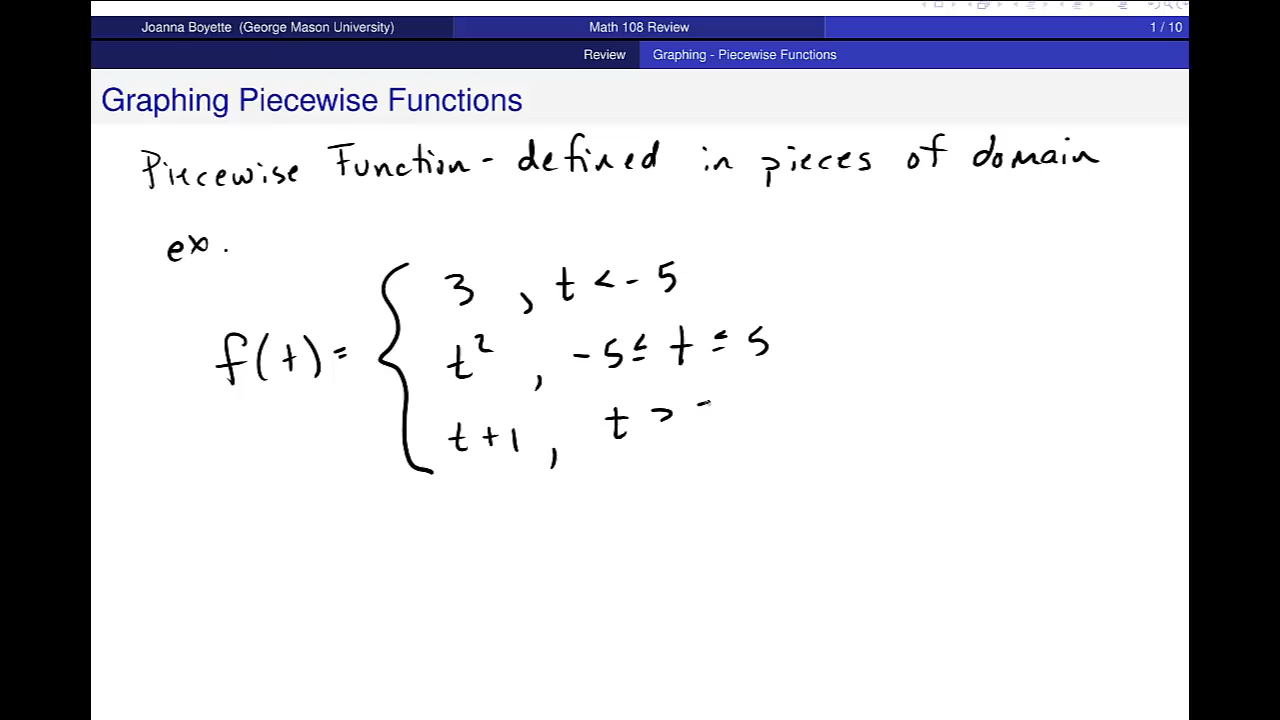 Joanna Boyette (George Mason University) Math 108 Review 1 / 10
Review Graphing - Piecewise Functions
Graphing Piecewise Functions
Piecewise Function - defined in pieces of domain
ex.
3 , t < - 5
f(t) = { t² , - 5 ≤ t ≤ 5
t + 1 , t >